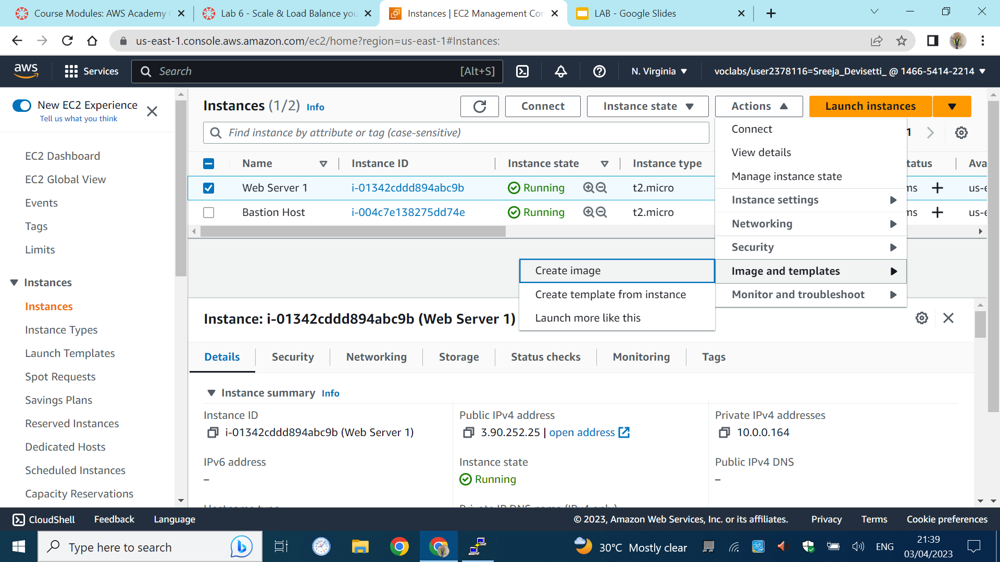 Course Modules: AWS Academy
Lab 6 - Scale & Load Balance you
Instances | EC2 Management Con
LAB - Google Slides
us-east-1.console.aws.amazon.com/ec2/home?region=us-east-1#Instances:
aws
Services
Search
[Alt+S]
N. Virginia
voclabs/user2378116=Sreeja_Devisetti_ @ 1466-5414-2214
New EC2 Experience
Tell us what you think
EC2 Dashboard
EC2 Global View
Events
Tags
Limits
Instances
Instances
Instance Types
Launch Templates
Spot Requests
Savings Plans
Reserved Instances
Dedicated Hosts
Scheduled Instances
Capacity Reservations
Instances (1/2) Info
Connect
Instance state
Actions
Launch instances
Find instance by attribute or tag (case-sensitive)
1
Name Instance ID Instance state Instance type tatus Ava
Web Server 1 i-01342cddd894abc9b Running t2.micro ms us-e
Bastion Host i-004c7e138275dd74e Running t2.micro ms us-e
Connect
View details
Manage instance state
Instance settings
Networking
Security
Image and templates
Monitor and troubleshoot
Create image
Create template from instance
Launch more like this
Instance: i-01342cddd894abc9b (Web Server 1)
Details Security Networking Storage Status checks Monitoring Tags
Instance summary Info
Instance ID
i-01342cddd894abc9b (Web Server 1)
Public IPv4 address
3.90.252.25 | open address
Private IPv4 addresses
10.0.0.164
IPv6 address
–
Instance state
Running
Public IPv4 DNS
–
Hostname type
Private IP DNS name (IPv4 only)
CloudShell Feedback Language
© 2023, Amazon Web Services, Inc. or its affiliates. Privacy Terms Cookie preferences
Type here to search
30°C Mostly clear
ENG
21:39
03/04/2023